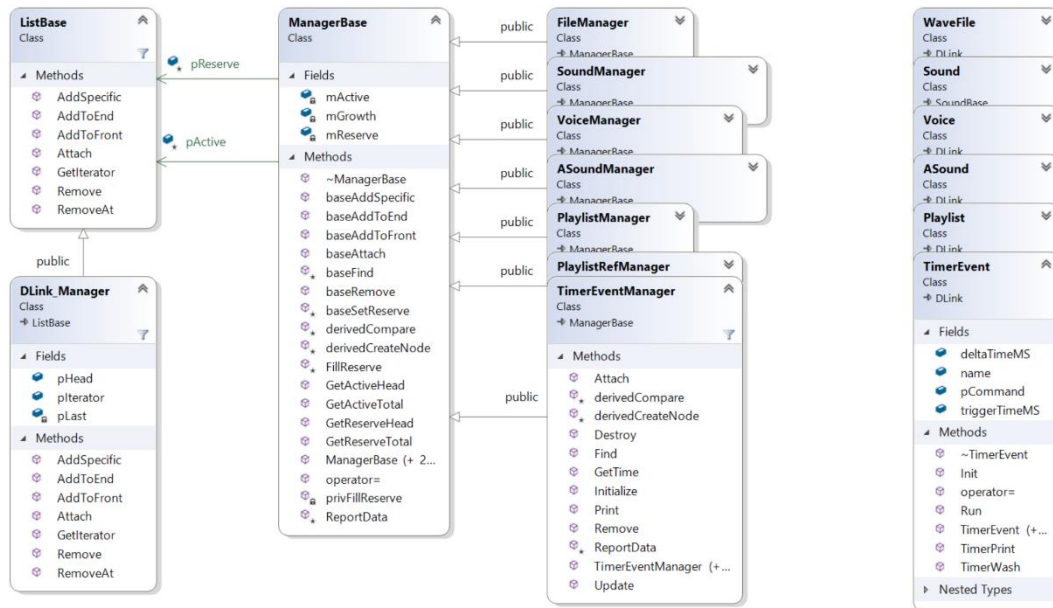 ListBase
Class
Methods
AddSpecific
AddToEnd
AddToFront
Attach
GetIterator
Remove
RemoveAt
public
DLink_Manager
Class
ListBase
Fields
pHead
pIterator
pLast
Methods
AddSpecific
AddToEnd
AddToFront
Attach
GetIterator
Remove
RemoveAt
pReserve
pActive
ManagerBase
Class
Fields
mActive
mGrowth
mReserve
Methods
~ManagerBase
baseAddSpecific
baseAddToEnd
baseAddToFront
baseAttach
baseFind
baseRemove
baseSetReserve
derivedCompare
derivedCreateNode
FillReserve
GetActiveHead
GetActiveTotal
GetReserveHead
GetReserveTotal
ManagerBase (+ 2...
operator=
privFillReserve
ReportData
public
public
public
public
public
public
public
FileManager
Class
ManagerBase
SoundManager
Class
ManagerBase
VoiceManager
Class
ManagerBase
ASoundManager
Class
ManagerBase
PlaylistManager
Class
ManagerBase
PlaylistRefManager
TimerEventManager
Class
ManagerBase
Methods
Attach
derivedCompare
derivedCreateNode
Destroy
Find
GetTime
Initialize
Print
Remove
ReportData
TimerEventManager (+...
Update
WaveFile
Class
DLink
Sound
Class
SoundBase
Voice
Class
DLink
ASound
Class
DLink
Playlist
Class
DLink
TimerEvent
Class
DLink
Fields
deltaTimeMS
name
pCommand
triggerTimeMS
Methods
~TimerEvent
Init
operator=
Run
TimerEvent (+...
TimerPrint
TimerWash
Nested Types